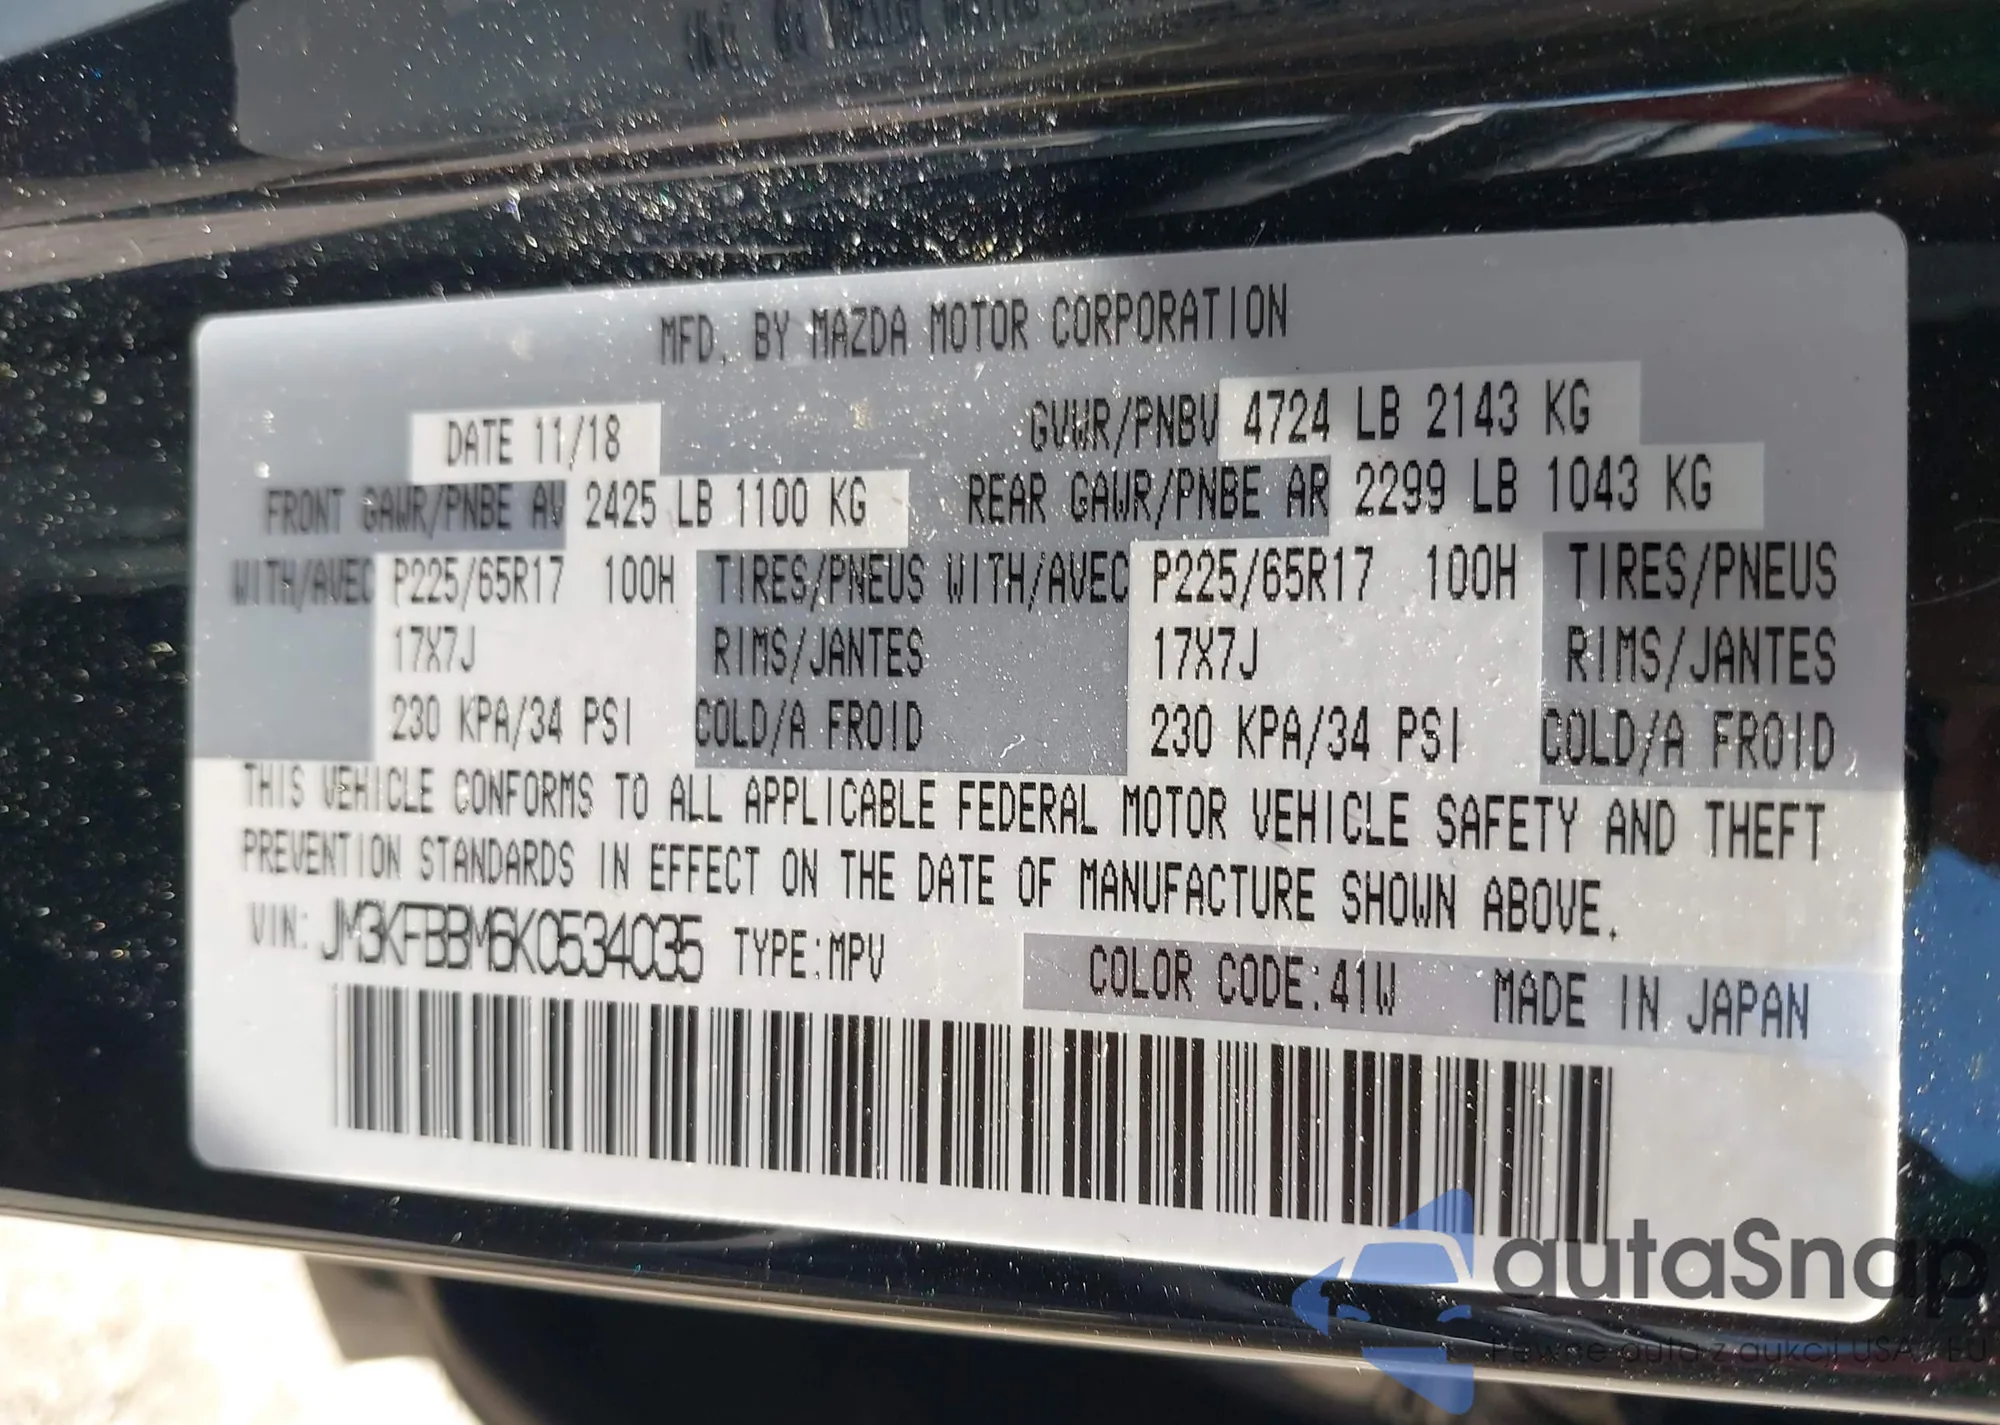 MFD. BY MAZDA MOTOR CORPORATION
DATE 11/18 GVWR/PNBV 4724 LB 2143 KG
FRONT GAWR/PNBE AV 2425 LB 1100 KG REAR GAWR/PNBE AR 2299 LB 1043 KG
WITH/AVEC P225/65R17 100H TIRES/PNEUS WITH/AVEC P225/65R17 100H TIRES/PNEUS
17X7J RIMS/JANTES 17X7J RIMS/JANTES
230 KPA/34 PSI COLD/A FROID 230 KPA/34 PSI COLD/A FROID
THIS VEHICLE CONFORMS TO ALL APPLICABLE FEDERAL MOTOR VEHICLE SAFETY AND THEFT
PREVENTION STANDARDS IN EFFECT ON THE DATE OF MANUFACTURE SHOWN ABOVE.
VIN: JM3KFBBM6K0534035 TYPE:MPV COLOR CODE:41W MADE IN JAPAN
autaSnap
Pewne auta z aukcji USA i EU